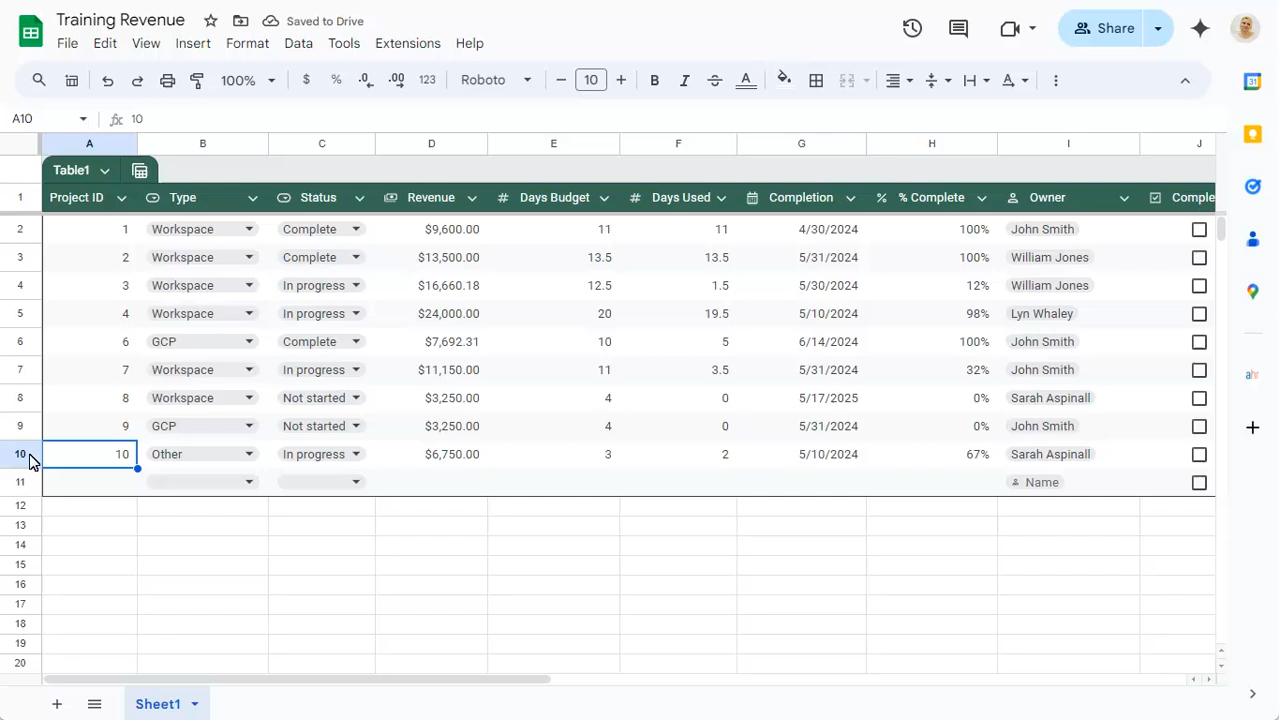 Training Revenue Saved to Drive
File Edit View Insert Format Data Tools Extensions Help
Share
100% $ % .0 .00 123 Roboto 10 B I S A A
A10 fx 10
A B C D E F G H I J
Table1
1 Project ID Type Status Revenue # Days Budget # Days Used Completion % % Complete Owner Comple
2 1 Workspace Complete $9,600.00 11 11 4/30/2024 100% John Smith
3 2 Workspace Complete $13,500.00 13.5 13.5 5/31/2024 100% William Jones
4 3 Workspace In progress $16,660.18 12.5 1.5 5/30/2024 12% William Jones
5 4 Workspace In progress $24,000.00 20 19.5 5/10/2024 98% Lyn Whaley
6 6 GCP Complete $7,692.31 10 5 6/14/2024 100% John Smith
7 7 Workspace In progress $11,150.00 11 3.5 5/31/2024 32% John Smith
8 8 Workspace Not started $3,250.00 4 0 5/17/2025 0% Sarah Aspinall
9 9 GCP Not started $3,250.00 4 0 5/31/2024 0% John Smith
10 10 Other In progress $6,750.00 3 2 5/10/2024 67% Sarah Aspinall
11 Name
12
13
14
15
16
17
18
19
20
Sheet1
31
ahr